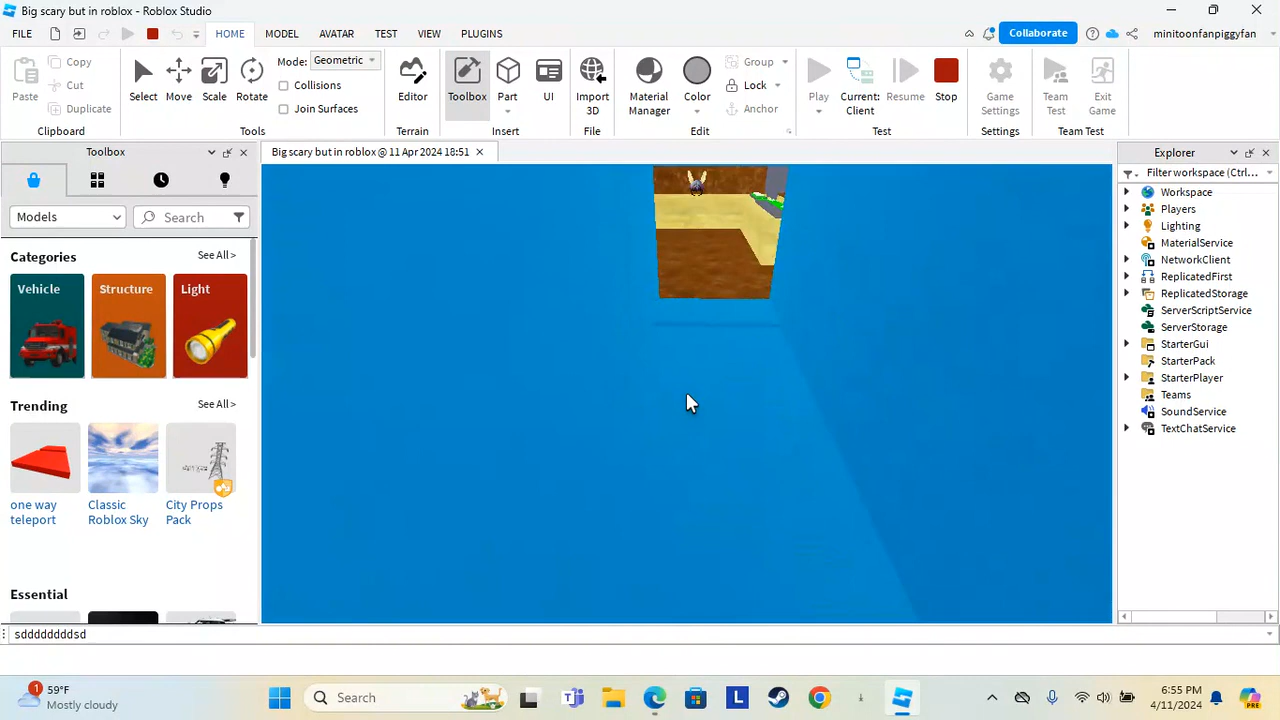 Big scary but in roblox - Roblox Studio
FILE HOME MODEL AVATAR TEST VIEW PLUGINS Collaborate minitoonfanpiggyfan
Paste Copy Cut Duplicate Clipboard
Select Move Scale Rotate Mode: Geometric Collisions Join Surfaces Tools
Editor Terrain
Toolbox Part UI Insert
Import 3D File
Material Manager Color Group Lock Anchor Edit
Play Current: Client Resume Stop Test
Game Settings Settings
Team Test Exit Game Team Test
Toolbox
Big scary but in roblox @ 11 Apr 2024 18:51
Explorer
Models Search
Filter workspace (Ctrl...
Categories See All >
Vehicle Structure Light
Trending See All >
one way teleport
Classic Roblox Sky
City Props Pack
Essential
Workspace
Players
Lighting
MaterialService
NetworkClient
ReplicatedFirst
ReplicatedStorage
ServerScriptService
ServerStorage
StarterGui
StarterPack
StarterPlayer
Teams
SoundService
TextChatService
sddddddddsd
1 59°F
Mostly cloudy
Search
L
PRE
6:55 PM
4/11/2024